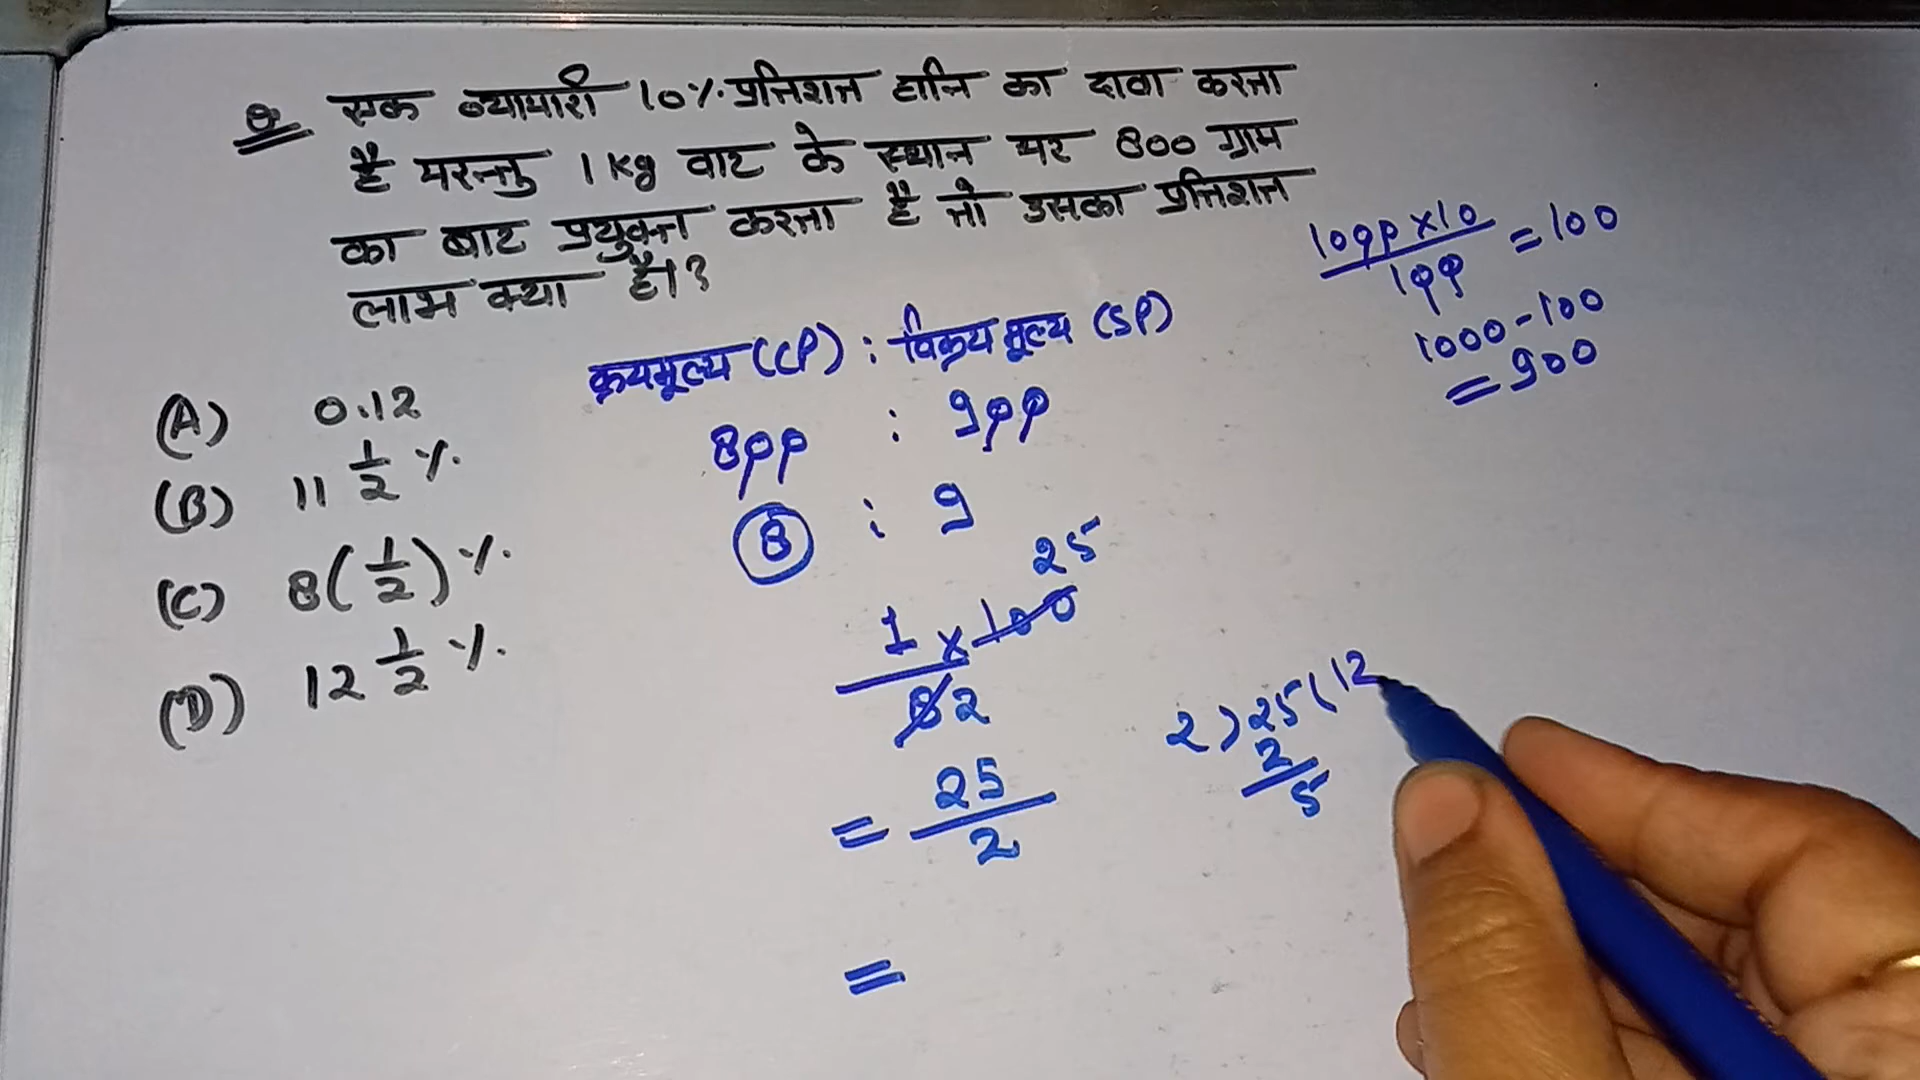 Q एक व्यापारी 10% प्रतिशत हानि का दावा करता
है परन्तु 1 kg वाट के स्थान पर 800 ग्राम
का बाट प्रयुक्त करता है तो उसका प्रतिशत
लाभ क्या है।?
(A) 0.12
(B) 11 1/2 %
(C) 8(1/2)%
(D) 12 1/2 %
क्रयमूल्य (CP) : विक्रय मूल्य (SP)
800 : 900
8 : 9
25
1 x 100
8 2
= 25/2
=
1000 x 10 / 100 = 100
1000 - 100
= 900
2 ) 25 ( 12
2
5